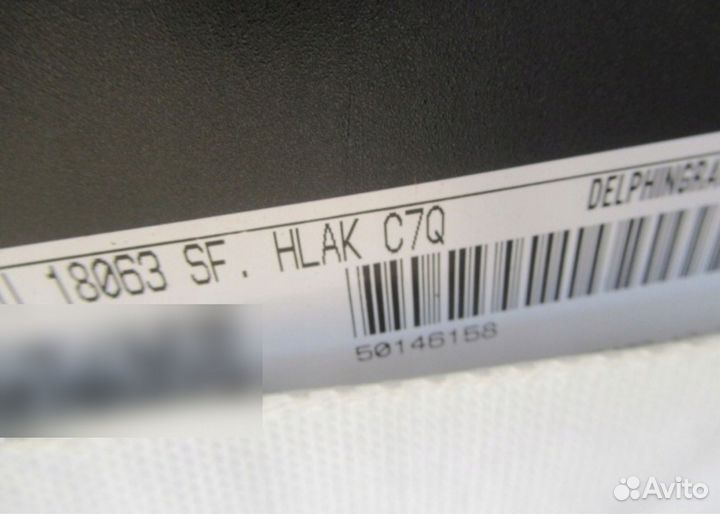 18063 SF. HLAK C7Q
DELPHINGRA
50146158
Avito